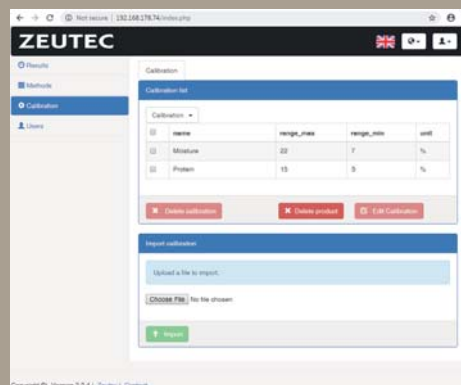 Not secure | 192.168.178.74/index.php
ZEUTEC
Results
Methods
Calibration
Users
Calibration
Calibration list
Calibration
name range_max range_min unit
Moisture 22 7 %
Protein 15 3 %
Delete calibration Delete product Edit Calibration
Import calibration
Upload a file to import.
Choose File No file chosen
Import